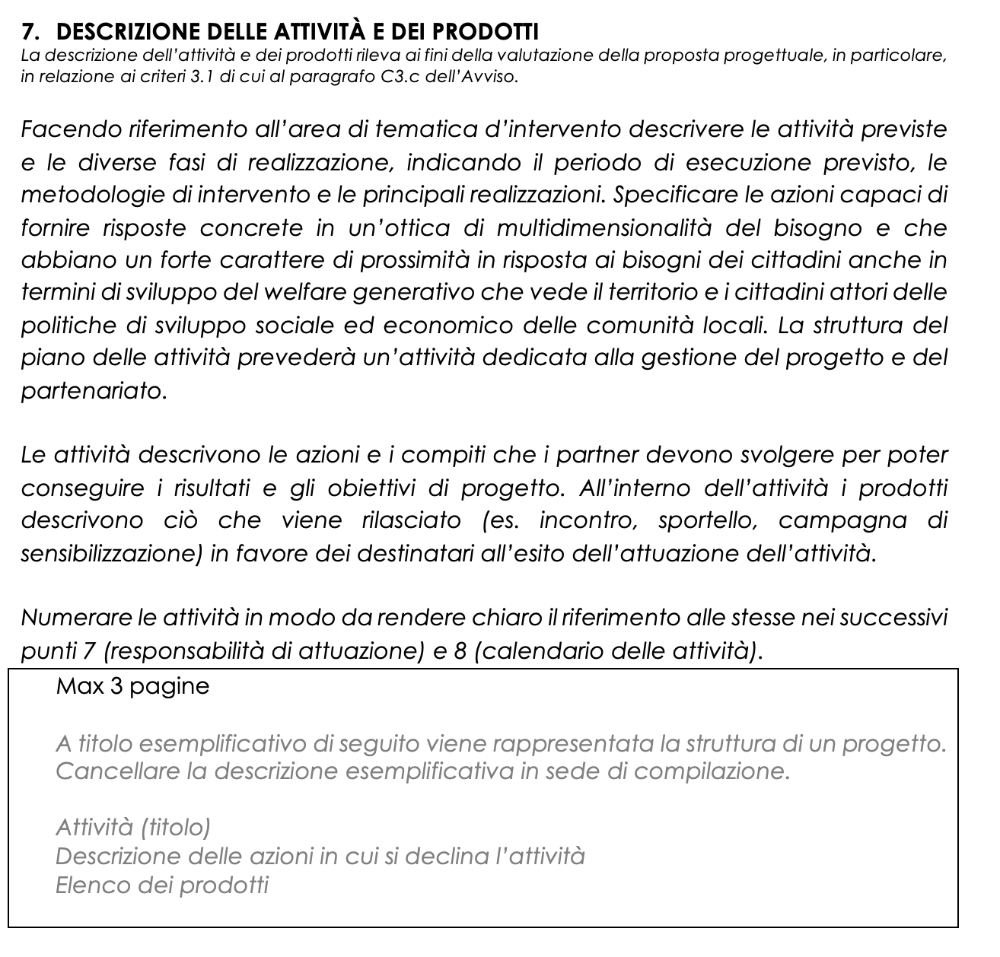 7. DESCRIZIONE DELLE ATTIVITÀ E DEI PRODOTTI
La descrizione dell’attività e dei prodotti rileva ai fini della valutazione della proposta progettuale, in particolare,
in relazione ai criteri 3.1 di cui al paragrafo C3.c dell’Avviso.
Facendo riferimento all’area di tematica d’intervento descrivere le attività previste
e le diverse fasi di realizzazione, indicando il periodo di esecuzione previsto, le
metodologie di intervento e le principali realizzazioni. Specificare le azioni capaci di
fornire risposte concrete in un’ottica di multidimensionalità del bisogno e che
abbiano un forte carattere di prossimità in risposta ai bisogni dei cittadini anche in
termini di sviluppo del welfare generativo che vede il territorio e i cittadini attori delle
politiche di sviluppo sociale ed economico delle comunità locali. La struttura del
piano delle attività prevederà un’attività dedicata alla gestione del progetto e del
partenariato.
Le attività descrivono le azioni e i compiti che i partner devono svolgere per poter
conseguire i risultati e gli obiettivi di progetto. All’interno dell’attività i prodotti
descrivono ciò che viene rilasciato (es. incontro, sportello, campagna di
sensibilizzazione) in favore dei destinatari all’esito dell’attuazione dell’attività.
Numerare le attività in modo da rendere chiaro il riferimento alle stesse nei successivi
punti 7 (responsabilità di attuazione) e 8 (calendario delle attività).
Max 3 pagine
A titolo esemplificativo di seguito viene rappresentata la struttura di un progetto.
Cancellare la descrizione esemplificativa in sede di compilazione.
Attività (titolo)
Descrizione delle azioni in cui si declina l’attività
Elenco dei prodotti